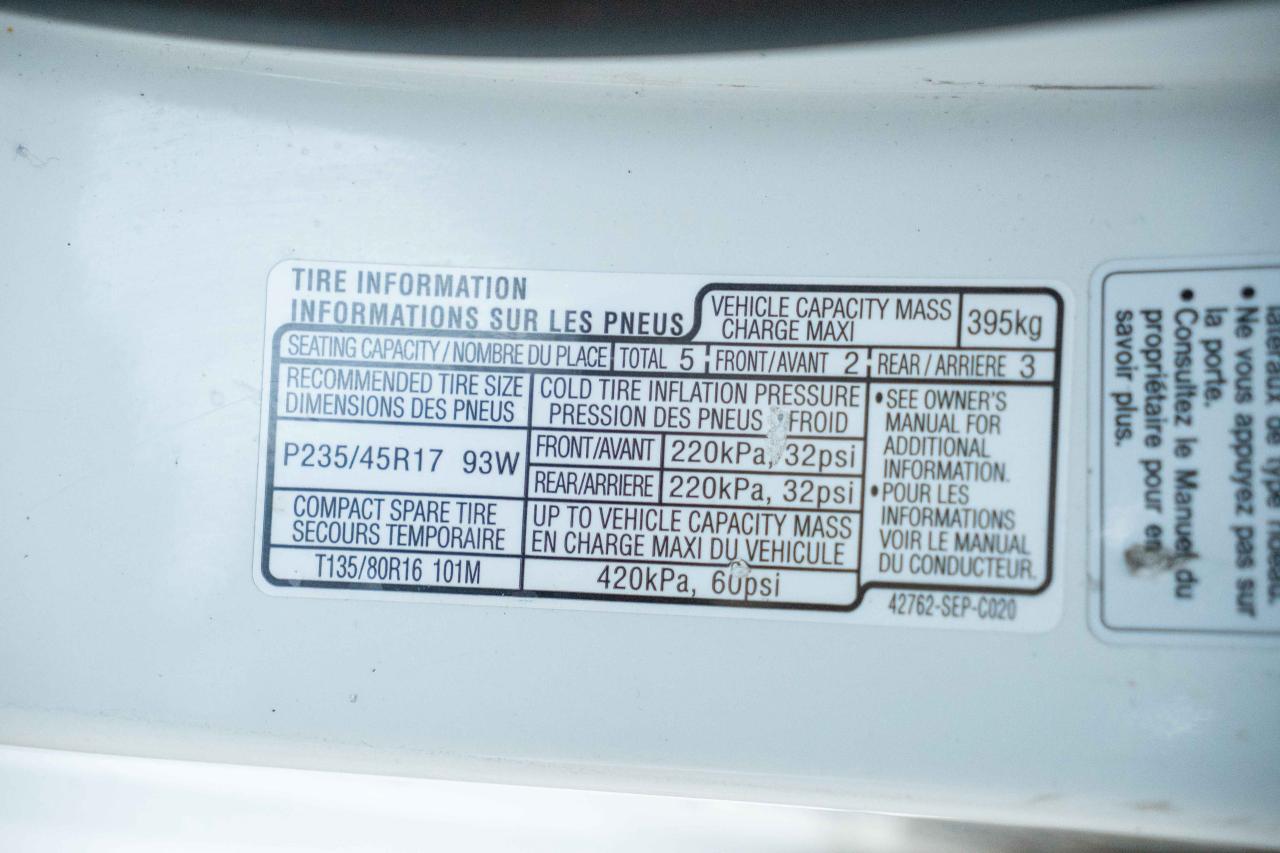 TIRE INFORMATION
INFORMATIONS SUR LES PNEUS
VEHICLE CAPACITY MASS
CHARGE MAXI
395kg
SEATING CAPACITY / NOMBRE DU PLACE TOTAL 5 FRONT/AVANT 2 REAR / ARRIERE 3
RECOMMENDED TIRE SIZE
DIMENSIONS DES PNEUS
COLD TIRE INFLATION PRESSURE
PRESSION DES PNEUS FROID
P235/45R17 93W
FRONT/AVANT 220kPa, 32psi
REAR/ARRIERE 220kPa, 32psi
COMPACT SPARE TIRE
SECOURS TEMPORAIRE
UP TO VEHICLE CAPACITY MASS
EN CHARGE MAXI DU VEHICULE
T135/80R16 101M
420kPa, 60psi
• SEE OWNER'S
MANUAL FOR
ADDITIONAL
INFORMATION.
• POUR LES
INFORMATIONS
VOIR LE MANUAL
DU CONDUCTEUR.
42762-SEP-C020
latéraux de type rideau.
• Ne vous appuyez pas sur
la porte.
• Consultez le Manuel du
propriétaire pour en
savoir plus.